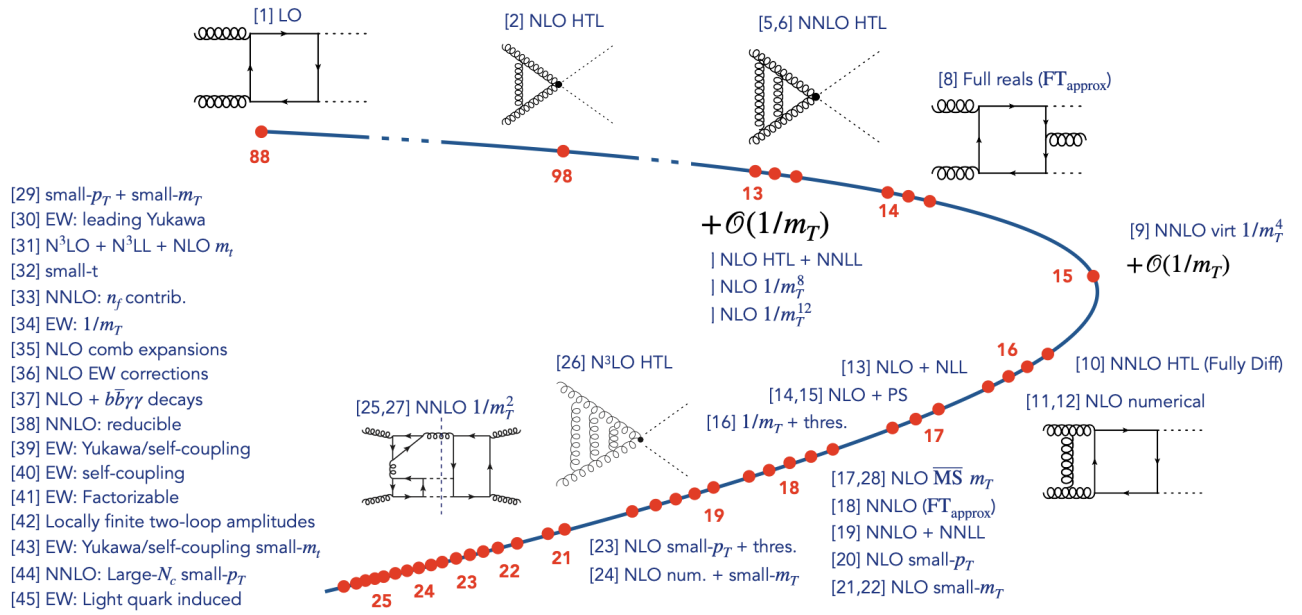 [1] LO
[2] NLO HTL
[5,6] NNLO HTL
[8] Full reals (FT_approx)
88
98
13
14
+𝒪(1/m_T)
| NLO HTL + NNLL
| NLO 1/m_T^8
| NLO 1/m_T^12
[9] NNLO virt 1/m_T^4
+𝒪(1/m_T)
15
[29] small-p_T + small-m_T
[30] EW: leading Yukawa
[31] N³LO + N³LL + NLO m_t
[32] small-t
[33] NNLO: n_f contrib.
[34] EW: 1/m_T
[35] NLO comb expansions
[36] NLO EW corrections
[37] NLO + bb̅γγ decays
[38] NNLO: reducible
[39] EW: Yukawa/self-coupling
[40] EW: self-coupling
[41] EW: Factorizable
[42] Locally finite two-loop amplitudes
[43] EW: Yukawa/self-coupling small-m_t
[44] NNLO: Large-N_c small-p_T
[45] EW: Light quark induced
16
[10] NNLO HTL (Fully Diff)
[11,12] NLO numerical
[13] NLO + NLL
[14,15] NLO + PS
[16] 1/m_T + thres.
17
[26] N³LO HTL
[25,27] NNLO 1/m_T^2
18
[17,28] NLO M̅S̅ m_T
[18] NNLO (FT_approx)
[19] NNLO + NNLL
[20] NLO small-p_T
[21,22] NLO small-m_T
19
21
[23] NLO small-p_T + thres.
[24] NLO num. + small-m_T
22
23
24
25